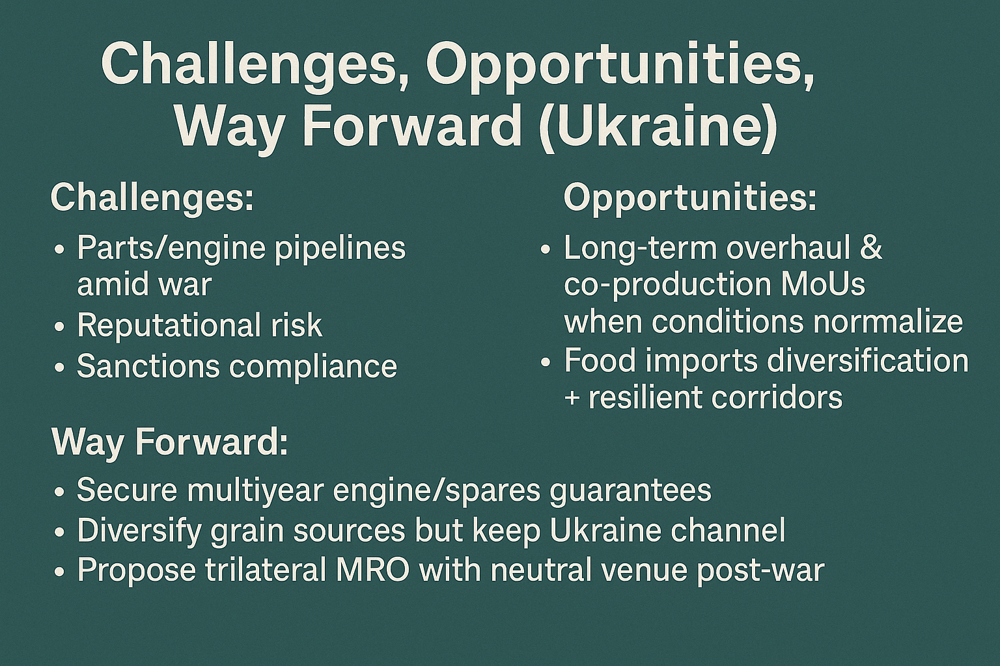 Challenges, Opportunities,
Way Forward (Ukraine)
Challenges:
• Parts/engine pipelines
amid war
• Reputational risk
• Sanctions compliance
Opportunities:
• Long-term overhaul &
co-production MoUs
when conditions normalize
• Food imports diversification
+ resilient corridors
Way Forward:
• Secure multiyear engine/spares guarantees
• Diversify grain sources but keep Ukraine channel
• Propose trilateral MRO with neutral venue post-war